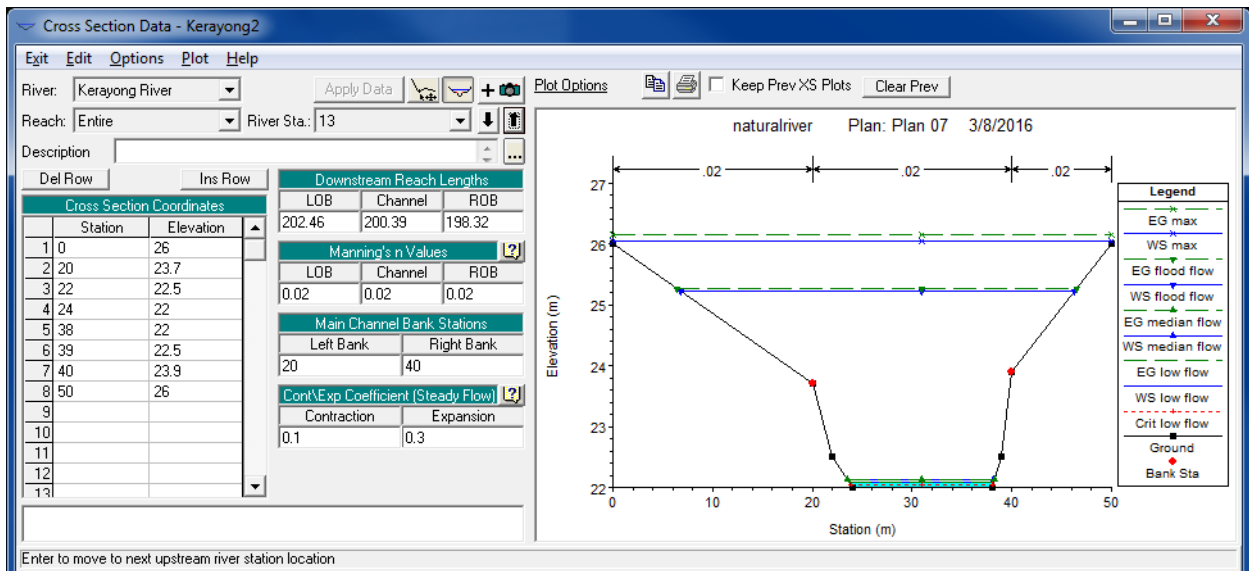 Cross Section Data - Kerayong2
Exit Edit Options Plot Help
River: Kerayong River Apply Data
Reach: Entire River Sta.: 13
Description ...
Del Row Ins Row
Cross Section Coordinates
Station Elevation
1 0 26
2 20 23.7
3 22 22.5
4 24 22
5 38 22
6 39 22.5
7 40 23.9
8 50 26
9
10
11
12
13
Downstream Reach Lengths
LOB Channel ROB
202.46 200.39 198.32
Manning's n Values
LOB Channel ROB
0.02 0.02 0.02
Main Channel Bank Stations
Left Bank Right Bank
20 40
Cont\Exp Coefficient (Steady Flow)
Contraction Expansion
0.1 0.3
Plot Options Keep Prev XS Plots Clear Prev
naturalriver Plan: Plan 07 3/8/2016
.02 .02 .02
27
26
25
24
23
22
0 10 20 30 40 50
Elevation (m)
Station (m)
Legend
EG max
WS max
EG flood flow
WS flood flow
EG median flow
WS median flow
EG low flow
WS low flow
Crit low flow
Ground
Bank Sta
Enter to move to next upstream river station location